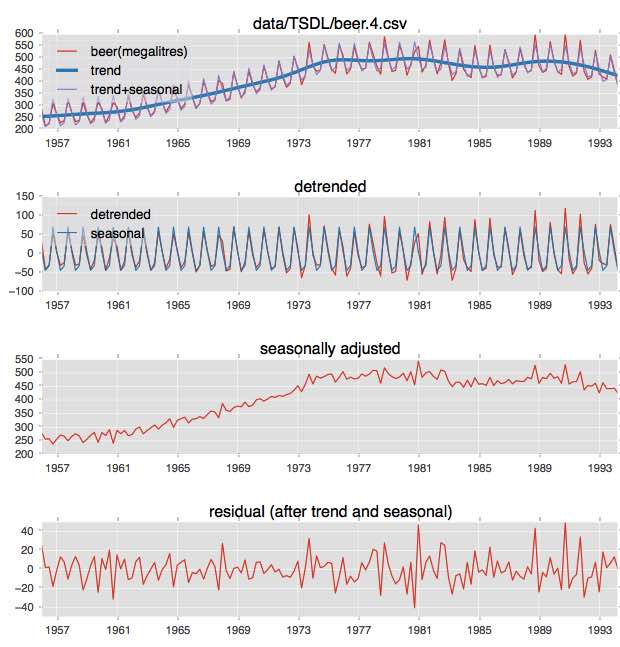 data/TSDL/beer.4.csv
600
550
500
450
400
350
300
250
200
beer(megalitres)
trend
trend+seasonal
1957 1961 1965 1969 1973 1977 1981 1985 1989 1993
detrended
150
100
50
0
−50
−100
detrended
seasonal
1957 1961 1965 1969 1973 1977 1981 1985 1989 1993
seasonally adjusted
550
500
450
400
350
300
250
200
1957 1961 1965 1969 1973 1977 1981 1985 1989 1993
residual (after trend and seasonal)
40
20
0
−20
−40
1957 1961 1965 1969 1973 1977 1981 1985 1989 1993